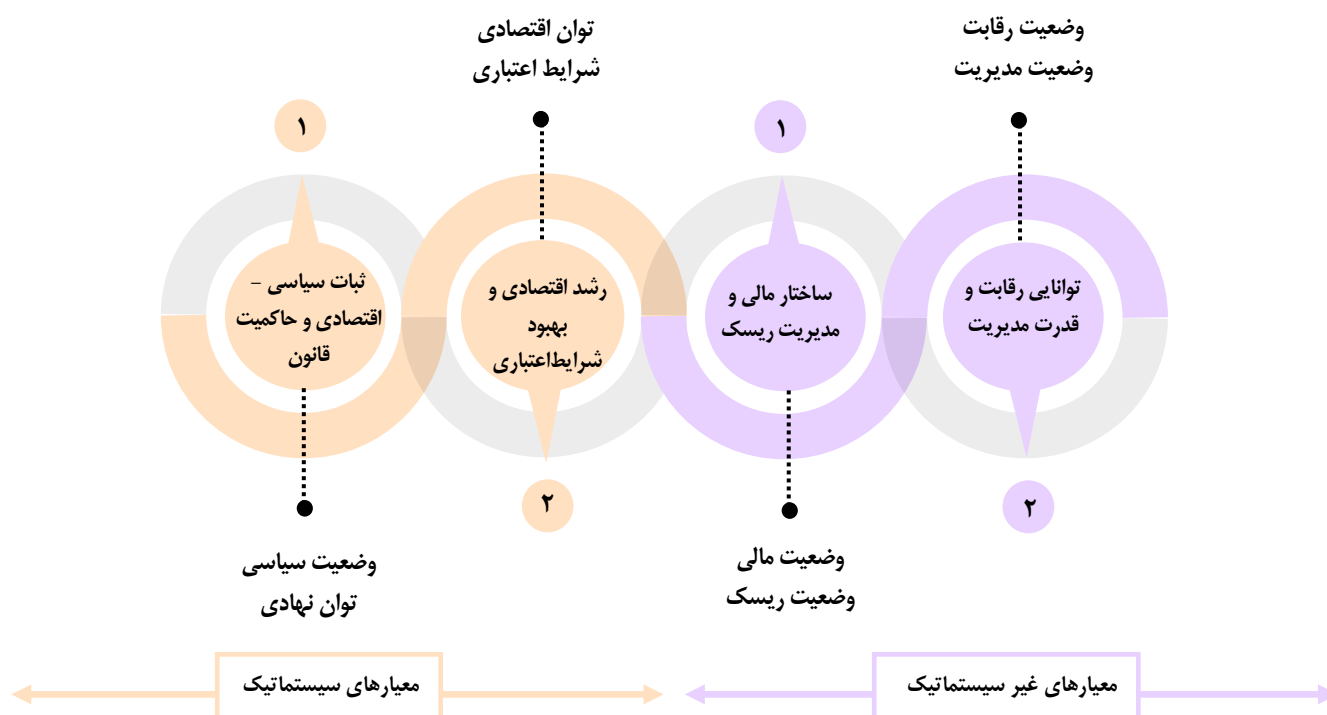 وضعیت رقابت
وضعیت مدیریت
توان اقتصادی
شرایط اعتباری
۱
۱
توانایی رقابت و
قدرت مدیریت
ساختار مالی و
مدیریت ریسک
رشد اقتصادی و
بهبود
شرایط‌اعتباری
ثبات سیاسی –
اقتصادی و حاکمیت
قانون
۲
۲
وضعیت مالی
وضعیت ریسک
وضعیت سیاسی
توان نهادی
معیارهای غیر سیستماتیک
معیارهای سیستماتیک